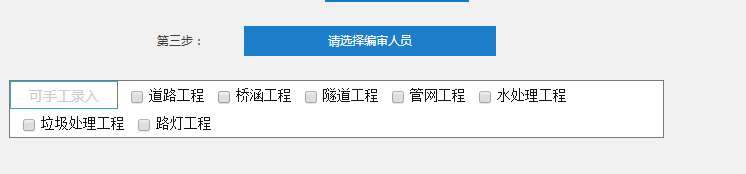 第三步： 请选择编审人员
可手工录入 道路工程 桥涵工程 隧道工程 管网工程 水处理工程
垃圾处理工程 路灯工程